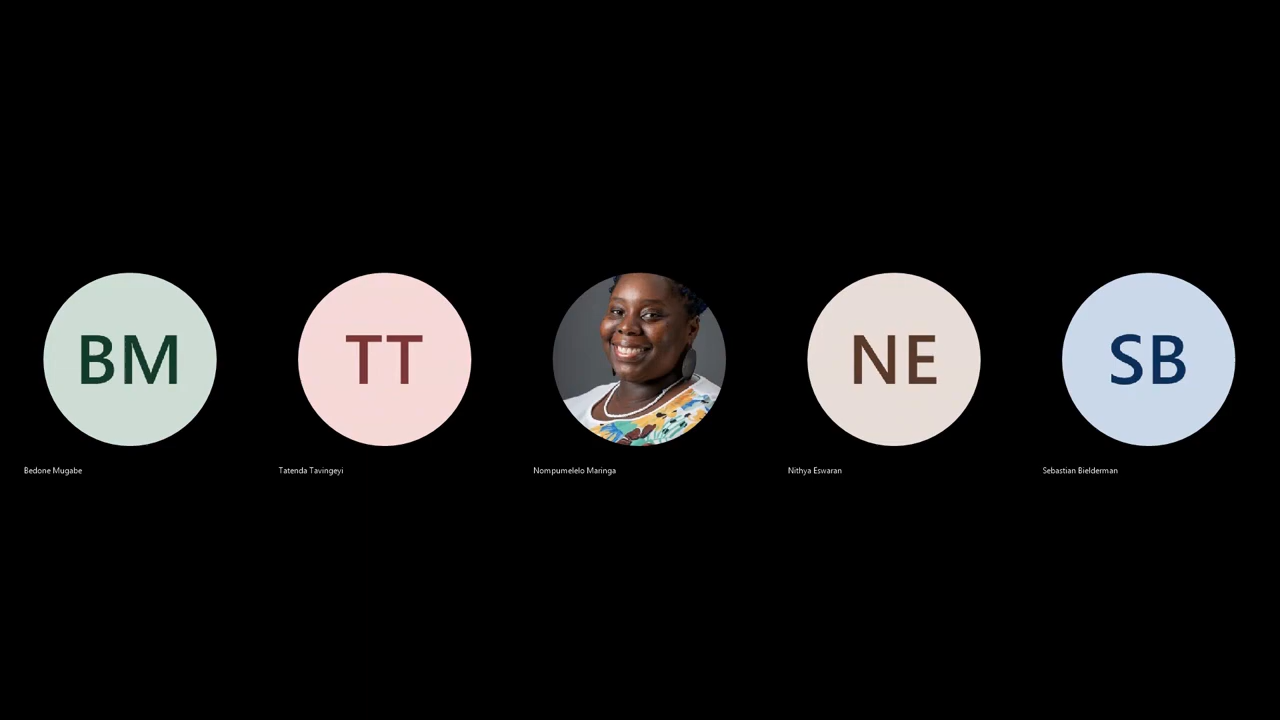 BM
TT
NE
SB
Bedone Mugabe
Tatenda Tavingeyi
Nompumelelo Maringa
Nithya Eswaran
Sebastian Bielderman